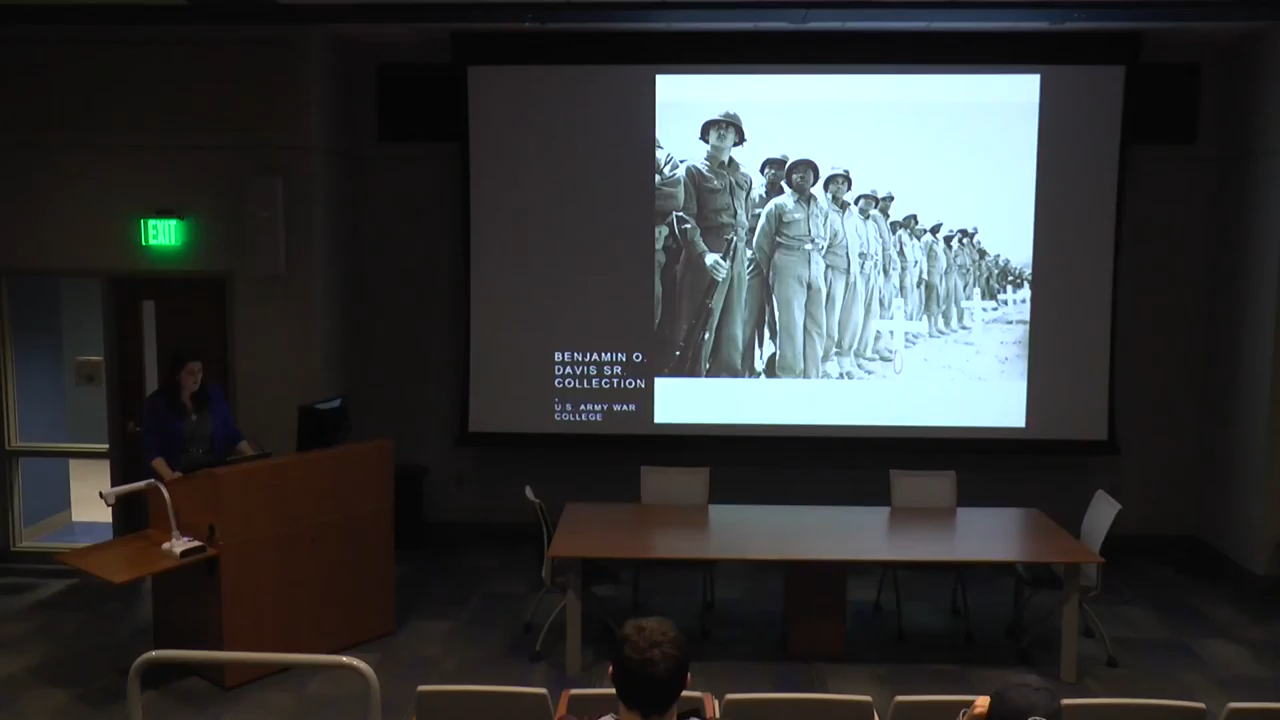 EXIT
BENJAMIN O.
DAVIS SR.
COLLECTION
,
U.S. ARMY WAR
COLLEGE